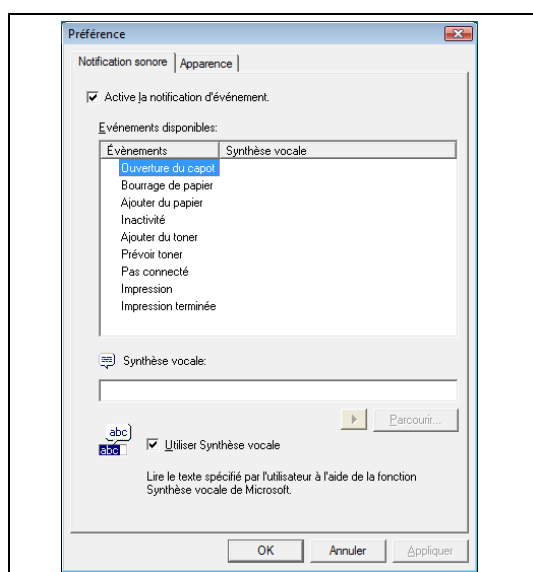 Préférence
Notification sonore Apparence
Active la notification d'événement.
Evénements disponibles:
Évènements Synthèse vocale
Ouverture du capot
Bourrage de papier
Ajouter du papier
Inactivité
Ajouter du toner
Prévoir toner
Pas connecté
Impression
Impression terminée
Synthèse vocale:
Parcourir...
abc
abc
Utiliser Synthèse vocale
Lire le texte spécifié par l'utilisateur à l'aide de la fonction
Synthèse vocale de Microsoft.
OK Annuler Appliquer